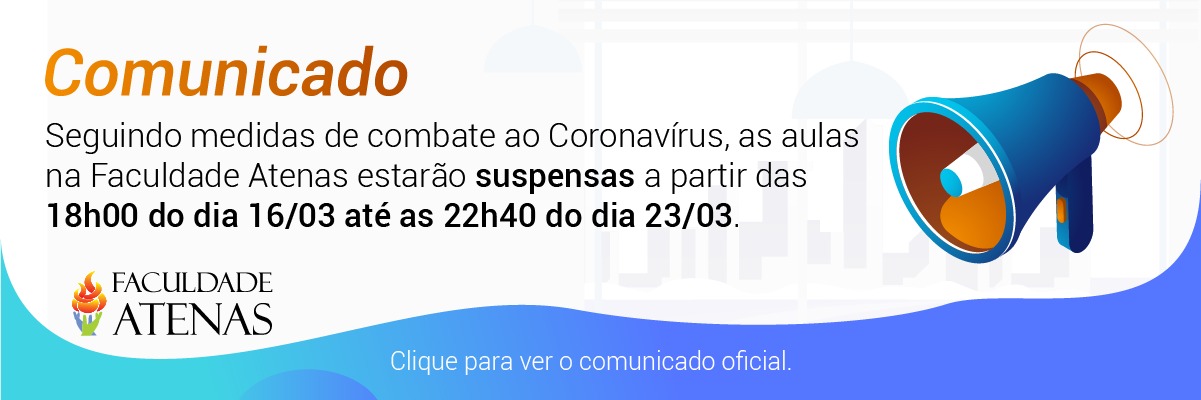 Comunicado
Seguindo medidas de combate ao Coronavírus, as aulas
na Faculdade Atenas estarão suspensas a partir das
18h00 do dia 16/03 até as 22h40 do dia 23/03.
FACULDADE
ATENAS
Clique para ver o comunicado oficial.